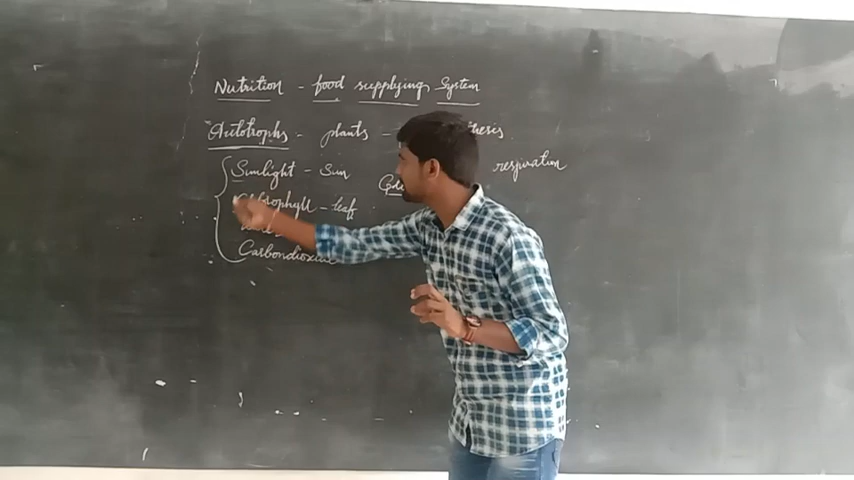 Nutrition - food supplying System
Autotrophs - plants - thesis
respiration
Sunlight - Sun
Chlorophyll - leaf
Carbondioxide